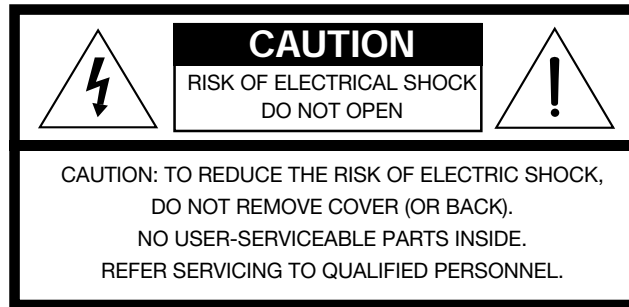 CAUTION
RISK OF ELECTRICAL SHOCK
DO NOT OPEN
CAUTION: TO REDUCE THE RISK OF ELECTRIC SHOCK,
DO NOT REMOVE COVER (OR BACK).
NO USER-SERVICEABLE PARTS INSIDE.
REFER SERVICING TO QUALIFIED PERSONNEL.